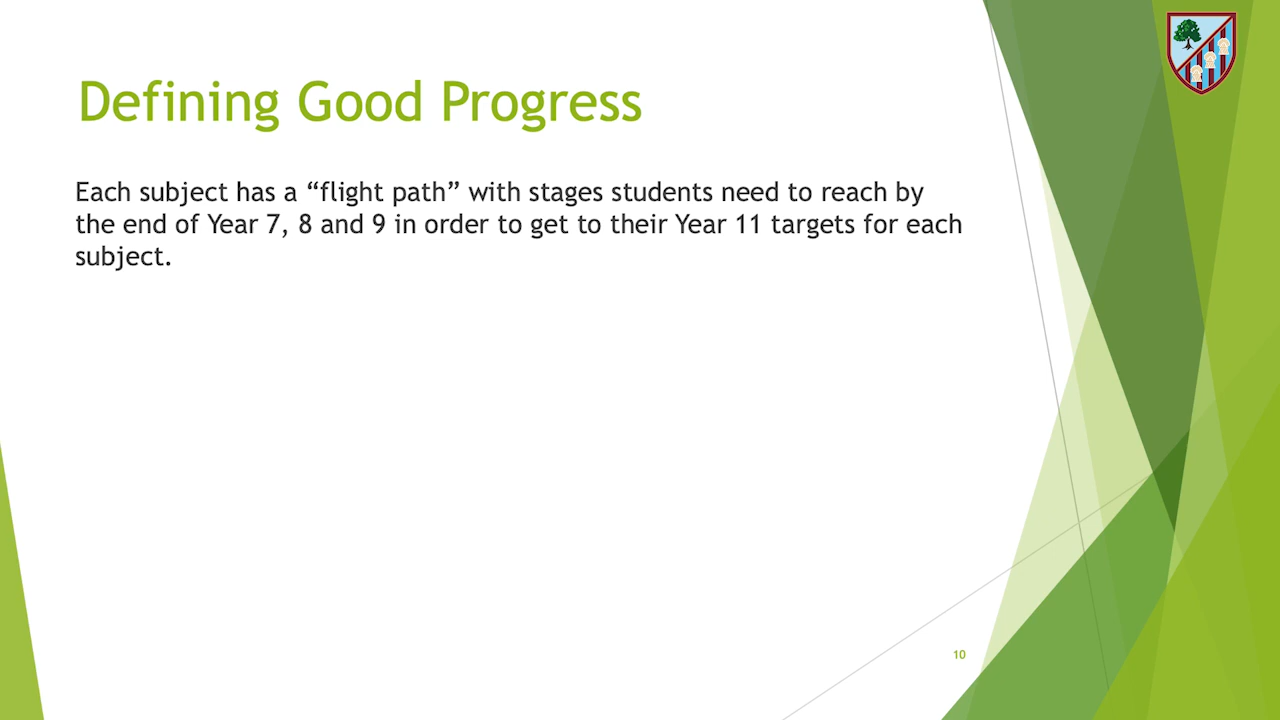 Defining Good Progress
Each subject has a “flight path” with stages students need to reach by
the end of Year 7, 8 and 9 in order to get to their Year 11 targets for each
subject.
10